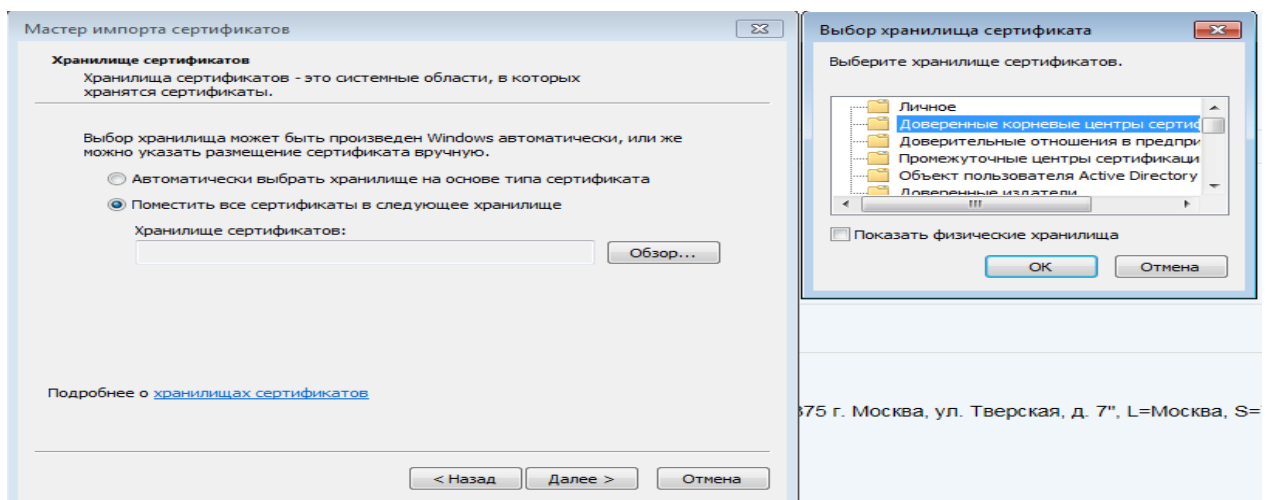 Мастер импорта сертификатов
Хранилище сертификатов
Хранилища сертификатов - это системные области, в которых
хранятся сертификаты.
Выбор хранилища может быть произведен Windows автоматически, или же
можно указать размещение сертификата вручную.
Автоматически выбрать хранилище на основе типа сертификата
Поместить все сертификаты в следующее хранилище
Хранилище сертификатов:
Обзор...
Подробнее о хранилищах сертификатов
< Назад
Далее >
Отмена
Выбор хранилища сертификата
Выберите хранилище сертификатов.
Личное
Доверенные корневые центры сертиф
Доверительные отношения в предпри
Промежуточные центры сертификаци
Объект пользователя Active Directory
Доверенные издатели
Показать физические хранилища
ОК
Отмена
375 г. Москва, ул. Тверская, д. 7", L=Москва, S=